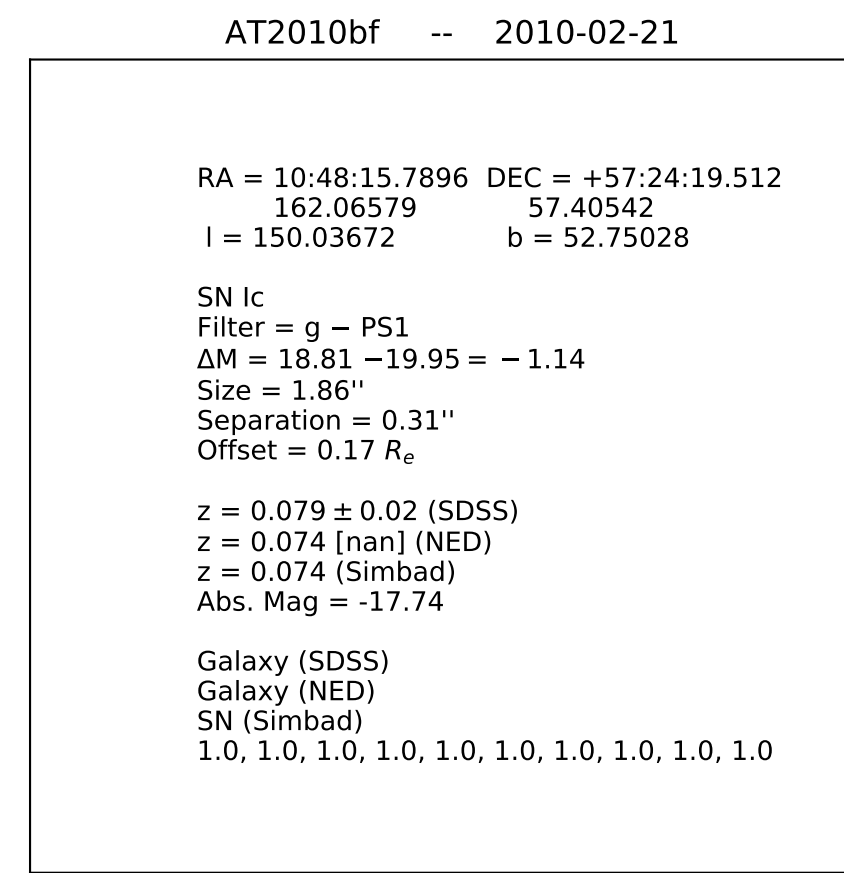 AT2010bf -- 2010-02-21
RA = 10:48:15.7896 DEC = +57:24:19.512
162.06579 57.40542
l = 150.03672 b = 52.75028
SN Ic
Filter = g − PS1
ΔM = 18.81 −19.95 = − 1.14
Size = 1.86''
Separation = 0.31''
Offset = 0.17 Rₑ
z = 0.079 ± 0.02 (SDSS)
z = 0.074 [nan] (NED)
z = 0.074 (Simbad)
Abs. Mag = -17.74
Galaxy (SDSS)
Galaxy (NED)
SN (Simbad)
1.0, 1.0, 1.0, 1.0, 1.0, 1.0, 1.0, 1.0, 1.0, 1.0